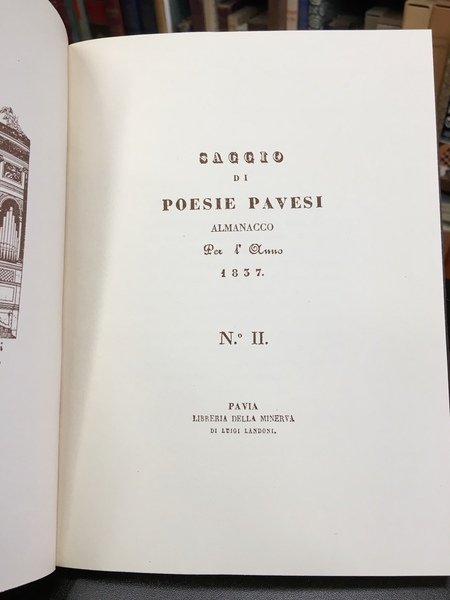 SAGGIO
DI
POESIE PAVESI
ALMANACCO
Per l' Anno
1837.
N.º II.
PAVIA
LIBRERIA DELLA MINERVA
DI LUIGI LANDONI.